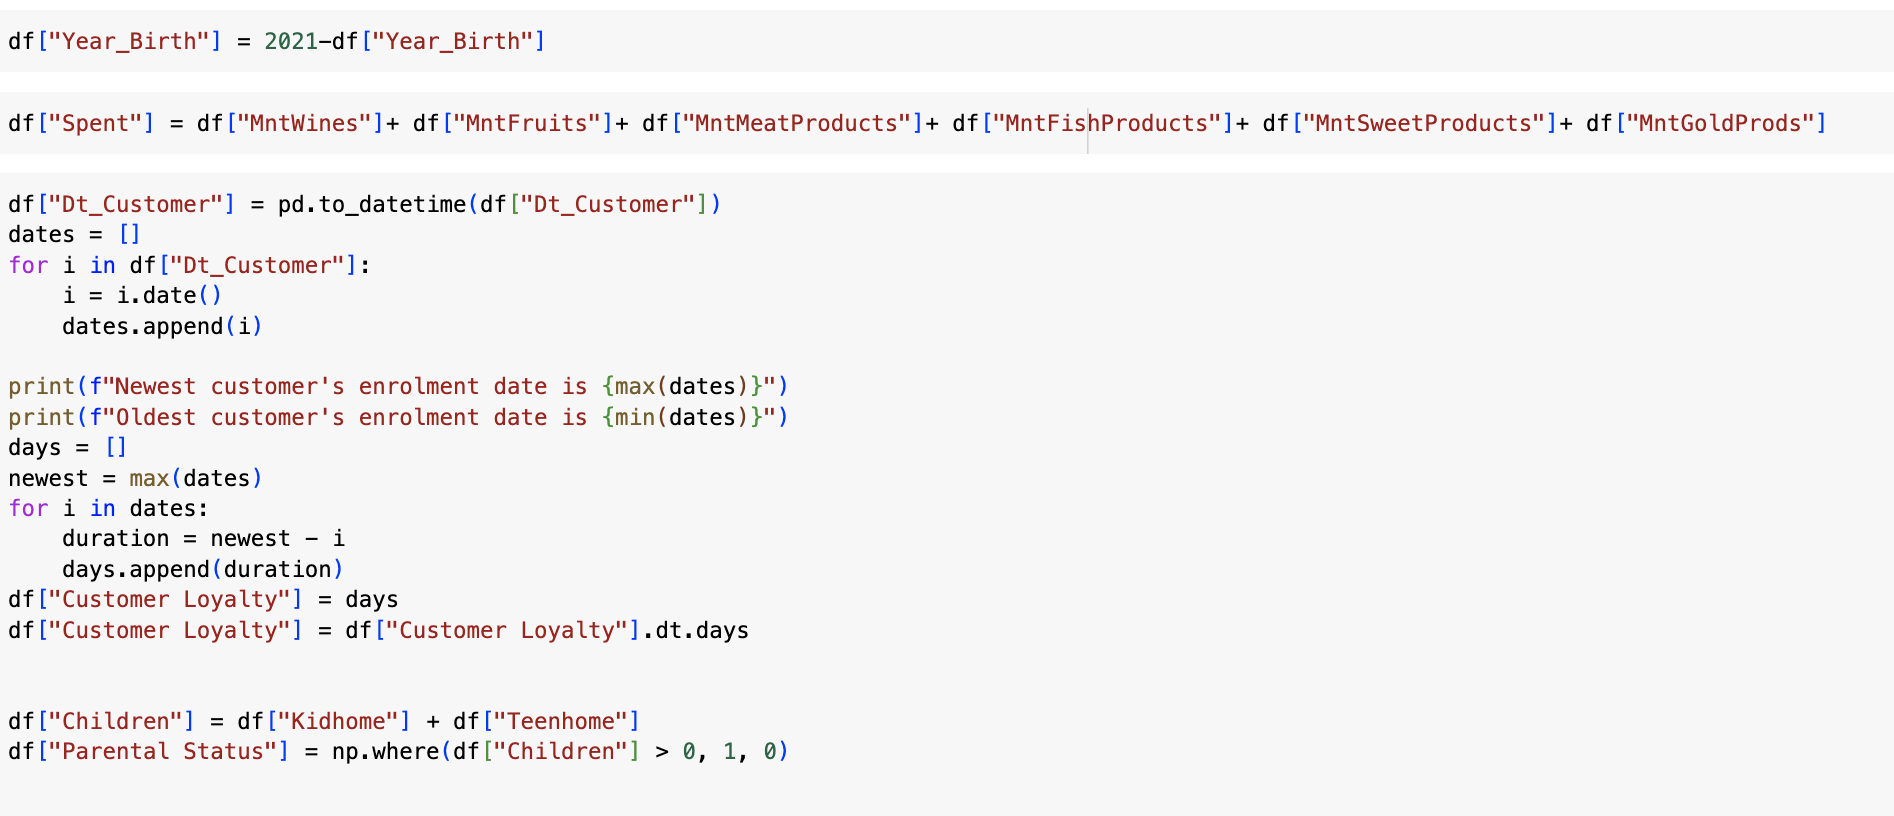 df["Year_Birth"] = 2021-df["Year_Birth"]
df["Spent"] = df["MntWines"]+ df["MntFruits"]+ df["MntMeatProducts"]+ df["MntFishProducts"]+ df["MntSweetProducts"]+ df["MntGoldProds"]
df["Dt_Customer"] = pd.to_datetime(df["Dt_Customer"])
dates = []
for i in df["Dt_Customer"]:
    i = i.date()
    dates.append(i)
print(f"Newest customer's enrolment date is {max(dates)}")
print(f"Oldest customer's enrolment date is {min(dates)}")
days = []
newest = max(dates)
for i in dates:
    duration = newest - i
    days.append(duration)
df["Customer Loyalty"] = days
df["Customer Loyalty"] = df["Customer Loyalty"].dt.days
df["Children"] = df["Kidhome"] + df["Teenhome"]
df["Parental Status"] = np.where(df["Children"] > 0, 1, 0)